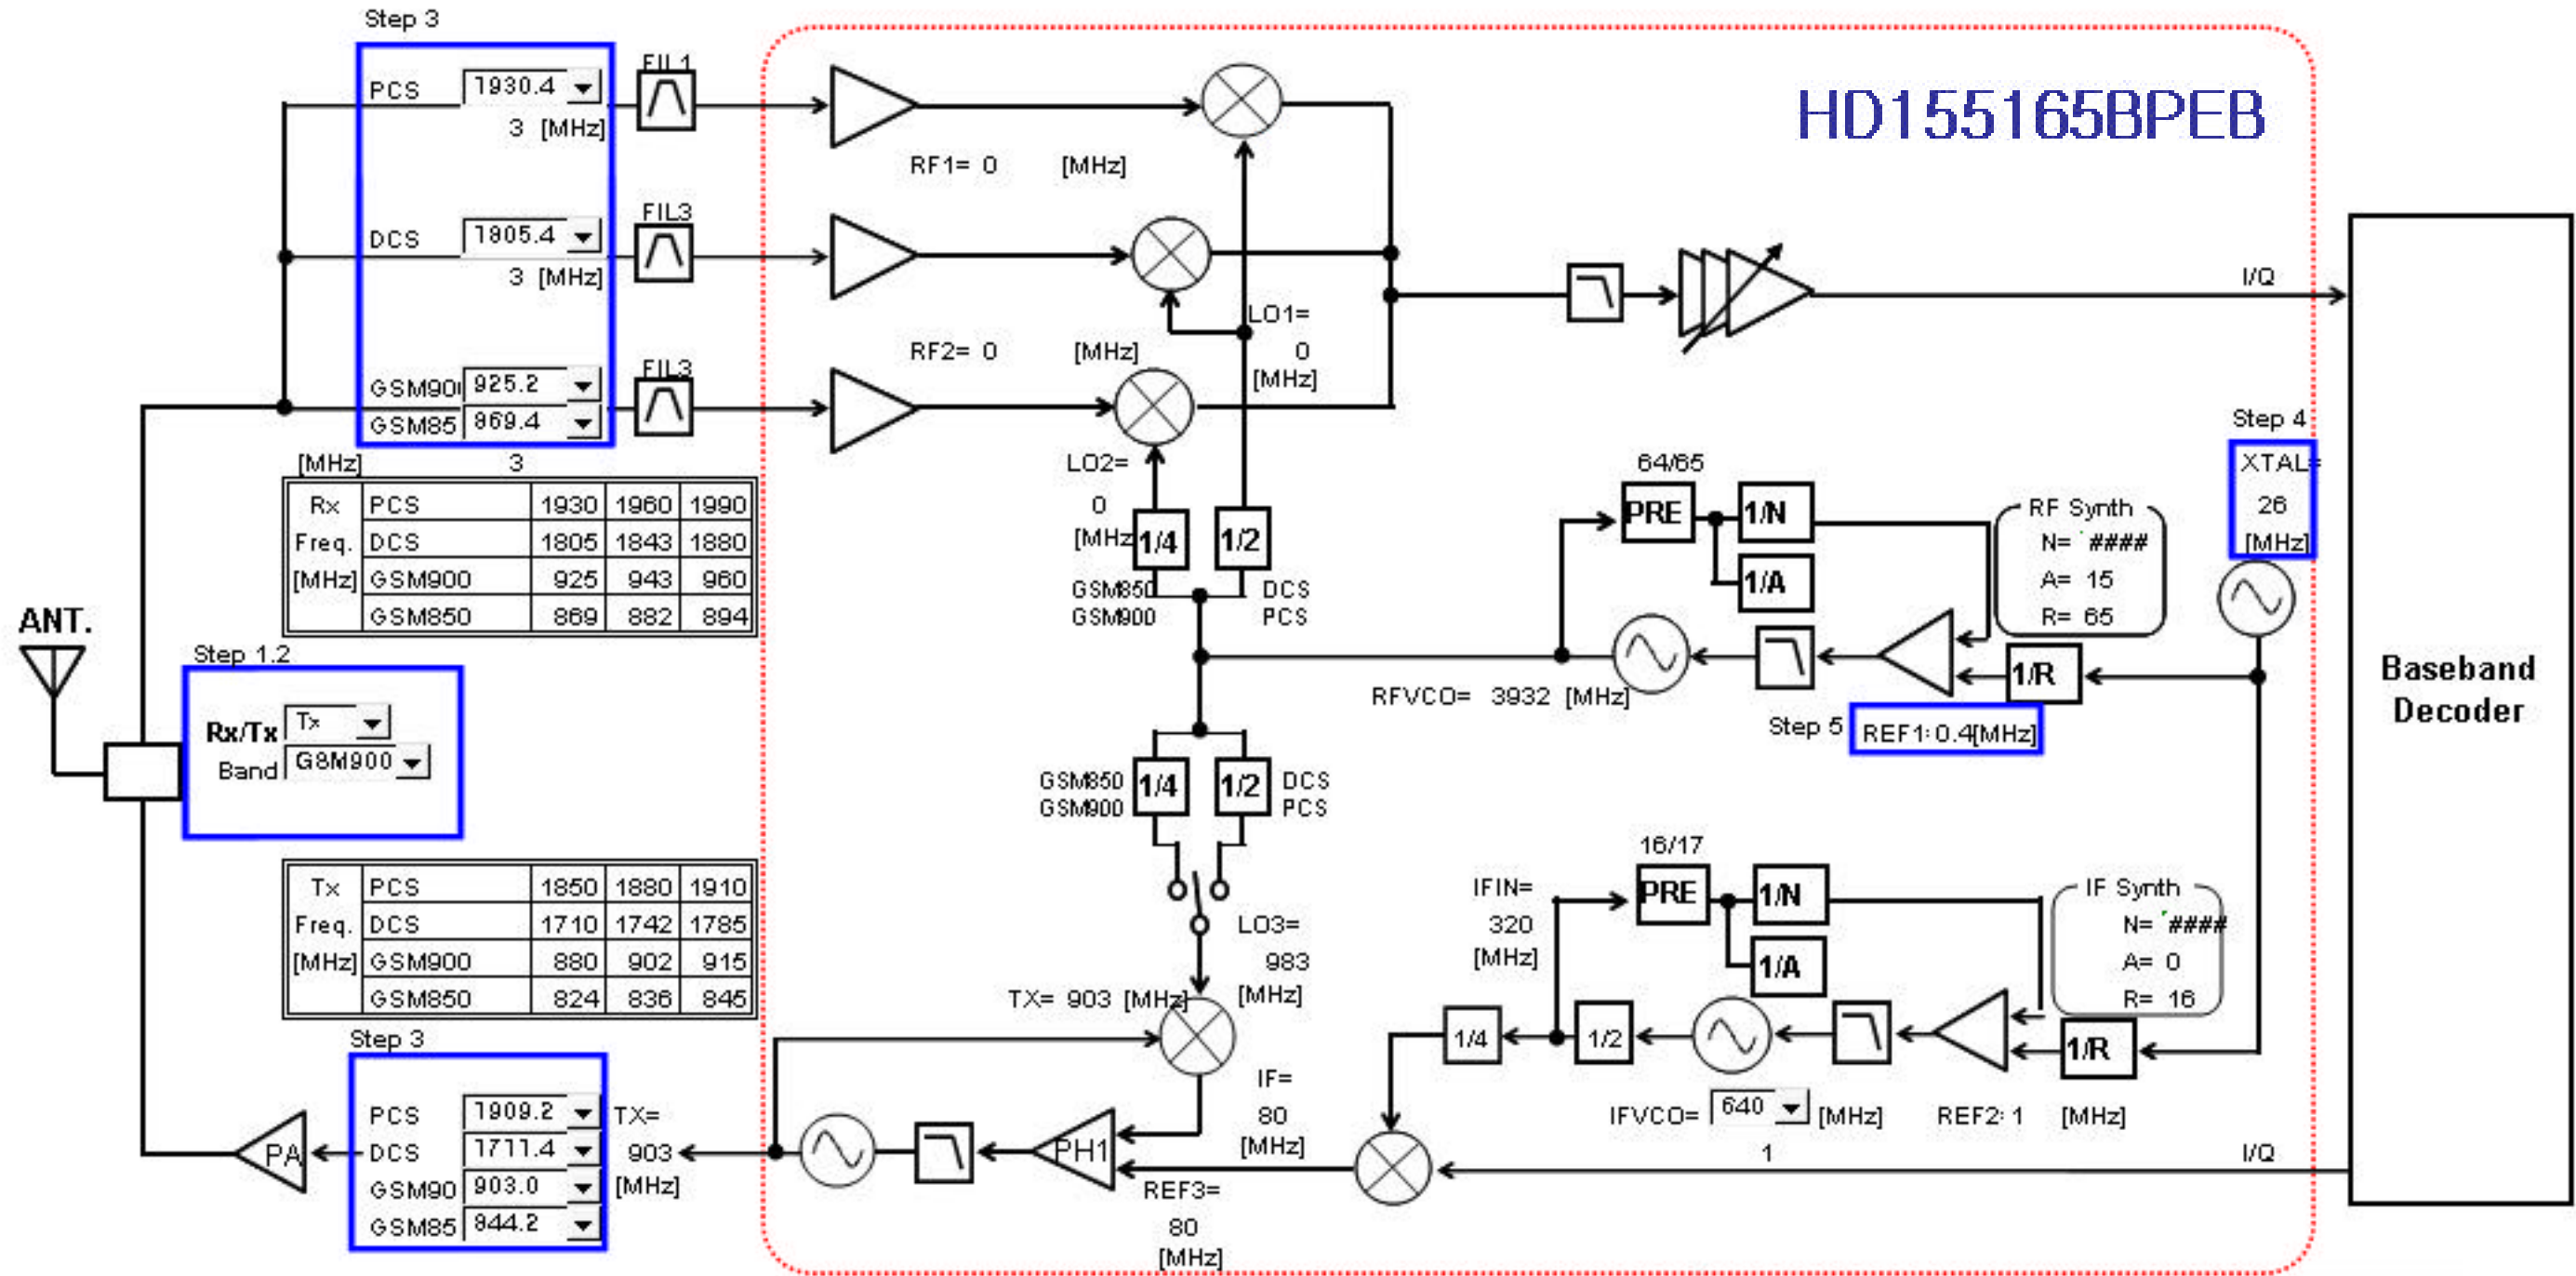 Step 3
PCS 1930.4
3 [MHz]
DCS 1805.4
3 [MHz]
GSM90 925.2
GSM85 869.4
3
FIL1
FIL3
FIL3
HD155165BPEB
RF1= 0 [MHz]
RF2= 0 [MHz]
LO1=
0
[MHz]
LO2=
0
[MHz
1/4
1/2
GSM850
GSM900
DCS
PCS
I/Q
[MHz]
Rx PCS 1930 1960 1990
Freq. DCS 1805 1843 1880
[MHz] GSM900 925 943 960
GSM850 869 882 894
ANT.
Step 1.2
Rx/Tx Tx
Band G8M900
64/65
PRE
1/N
1/A
RF Synth
N= ####
A= 15
R= 65
Step 4
XTAL=
26
[MHz]
1/R
RFVCO= 3932 [MHz]
Step 5
REF1:0.4[MHz]
Baseband
Decoder
GSM850
GSM900
1/4
1/2
DCS
PCS
LO3=
983
[MHz]
TX= 903 [MHz]
Tx PCS 1850 1880 1910
Freq. DCS 1710 1742 1785
[MHz] GSM900 880 902 915
GSM850 824 836 845
16/17
IFIN=
320
[MHz]
PRE
1/N
1/A
IF Synth
N= ####
A= 0
R= 16
1/4
1/2
1/R
IFVCO= 640 [MHz]
REF2: 1 [MHz]
1
I/Q
Step 3
PCS 1909.2
DCS 1711.4
GSM90 903.0
GSM85 844.2
TX=
903
[MHz]
PA
PH1
IF=
80
[MHz]
REF3=
80
[MHz]